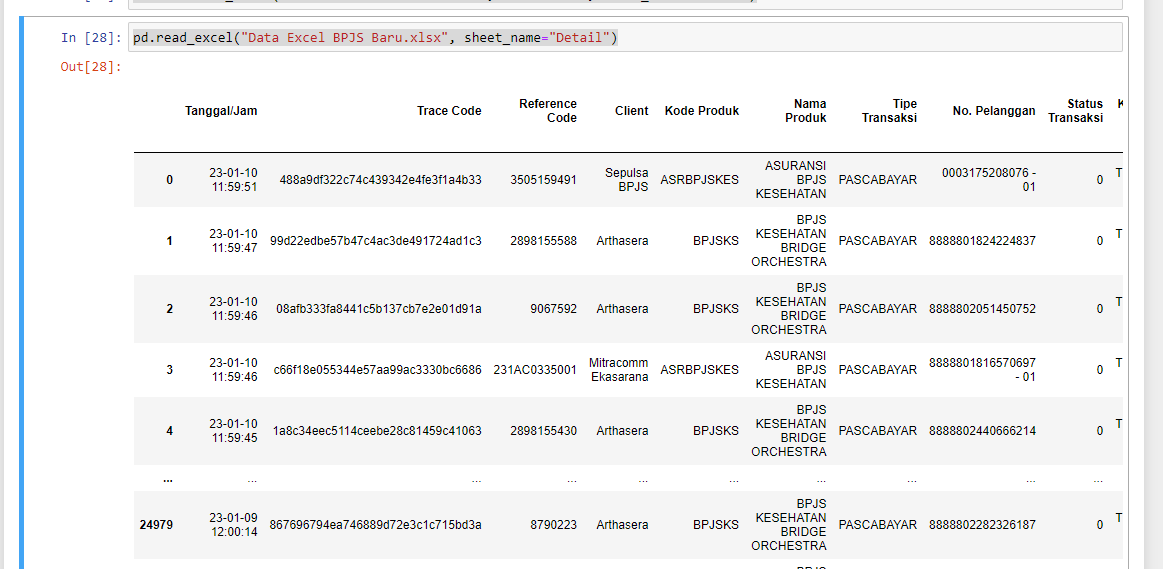 In [28]: pd.read_excel("Data Excel BPJS Baru.xlsx", sheet_name="Detail")
Out[28]:
Tanggal/Jam Trace Code Reference Code Client Kode Produk Nama Produk Tipe Transaksi No. Pelanggan Status Transaksi K
0 23-01-10 11:59:51 488a9df322c74c439342e4fe3f1a4b33 3505159491 Sepulsa BPJS ASRBPJSKES ASURANSI BPJS KESEHATAN PASCABAYAR 0003175208076 - 01 0 T
1 23-01-10 11:59:47 99d22edbe57b47c4ac3de491724ad1c3 2898155588 Arthasera BPJSKS BPJS KESEHATAN BRIDGE ORCHESTRA PASCABAYAR 8888801824224837 0 T
2 23-01-10 11:59:46 08afb333fa8441c5b137cb7e2e01d91a 9067592 Arthasera BPJSKS BPJS KESEHATAN BRIDGE ORCHESTRA PASCABAYAR 8888802051450752 0 T
3 23-01-10 11:59:46 c66f18e055344e57aa99ac3330bc6686 231AC0335001 Mitracomm Ekasarana ASRBPJSKES ASURANSI BPJS KESEHATAN PASCABAYAR 8888801816570697 - 01 0 T
4 23-01-10 11:59:45 1a8c34eec5114ceebe28c81459c41063 2898155430 Arthasera BPJSKS BPJS KESEHATAN BRIDGE ORCHESTRA PASCABAYAR 8888802440666214 0 T
... ... ... ... ... ... ... ... ... ...
24979 23-01-09 12:00:14 867696794ea746889d72e3c1c715bd3a 8790223 Arthasera BPJSKS BPJS KESEHATAN BRIDGE ORCHESTRA PASCABAYAR 8888802282326187 0 T